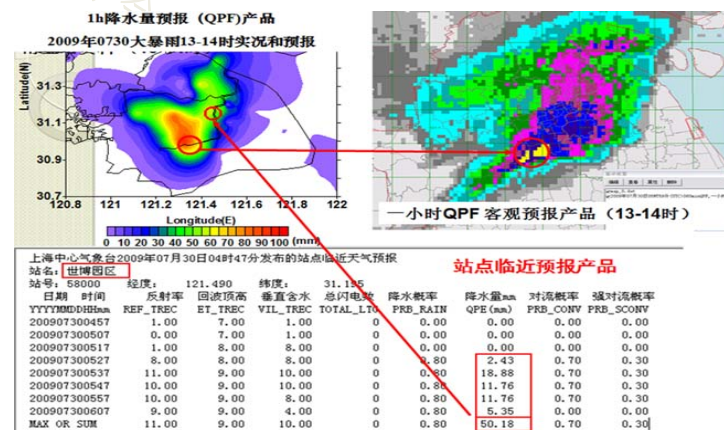 1h降水量预报 (QPF)产品
2009年0730大暴雨13-14时实况和预报
Latitude(N)
31.3
31.1
30.9
30.7
120.8 121 121.2 121.4 121.6 121.8 122
Longitude(E)
0 10 20 30 40 50 60 70 80 90 100 (mm)
一小时QPF 客观预报产品（13-14时）
上海中心气象台2009年07月30日04时47分发布的站点临近天气预报
站名: 世博园区
站点临近预报产品
站号: 58000 经度: 121.490 纬度:
日期 时间 反射率 回波顶高 垂直含水 总闪电数 降水概率 降水量mm 对流概率 强对流概率
YYYYMMDDHHmm REF_TREC ET_TREC VIL_TREC TOTAL_LTG PRB_RAIN QPE(mm) PRB_CONV PRB_SCONV
200907300457 1.00 7.00 1.00 0 0.00 0.00 0.00 0.00
200907300507 0.00 7.00 1.00 0 0.00 0.00 0.00 0.00
200907300517 1.00 8.00 8.00 0 0.00 0.00 0.00 0.00
200907300527 8.00 8.00 8.00 0 0.80 2.43 0.70 0.30
200907300537 11.00 9.00 10.00 0 0.80 18.88 0.70 0.30
200907300547 10.00 9.00 10.00 0 0.80 11.76 0.70 0.30
200907300557 10.00 9.00 8.00 0 0.80 11.76 0.70 0.30
200907300607 9.00 9.00 4.00 0 0.80 5.35 0.00 0.00
MAX OR SUM 11.00 9.00 10.00 0 0.80 50.18 0.70 0.30